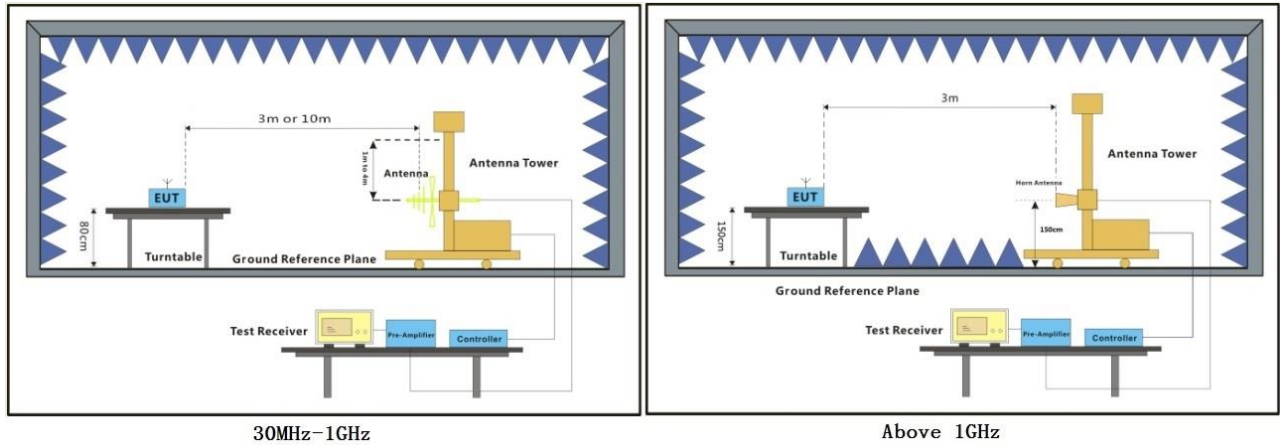 3m or 10m
1m to 4m
Antenna
Antenna Tower
EUT
80cm
Turntable
Ground Reference Plane
Test Receiver
Pre-Amplifier
Controller
30MHz-1GHz
3m
Antenna Tower
Horn Antenna
EUT
150cm
150cm
Turntable
Ground Reference Plane
Test Receiver
Pre-Amplifier
Controller
Above 1GHz